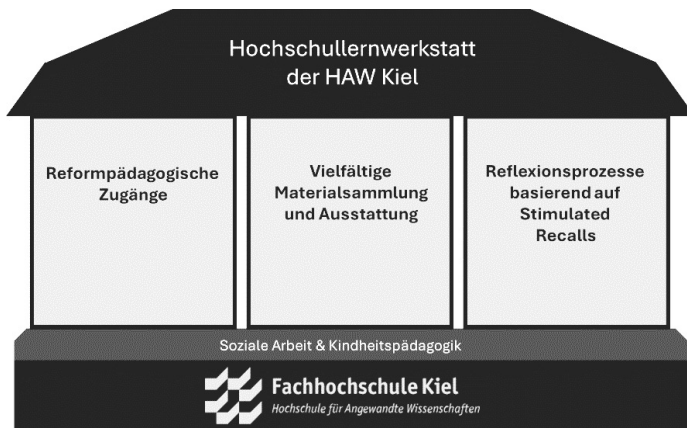 Hochschullernwerkstatt
der HAW Kiel
Reformpädagogische
Zugänge
Vielfältige
Materialsammlung
und Ausstattung
Reflexionsprozesse
basierend auf
Stimulated
Recalls
Soziale Arbeit & Kindheitspädagogik
Fachhochschule Kiel
Hochschule für Angewandte Wissenschaften